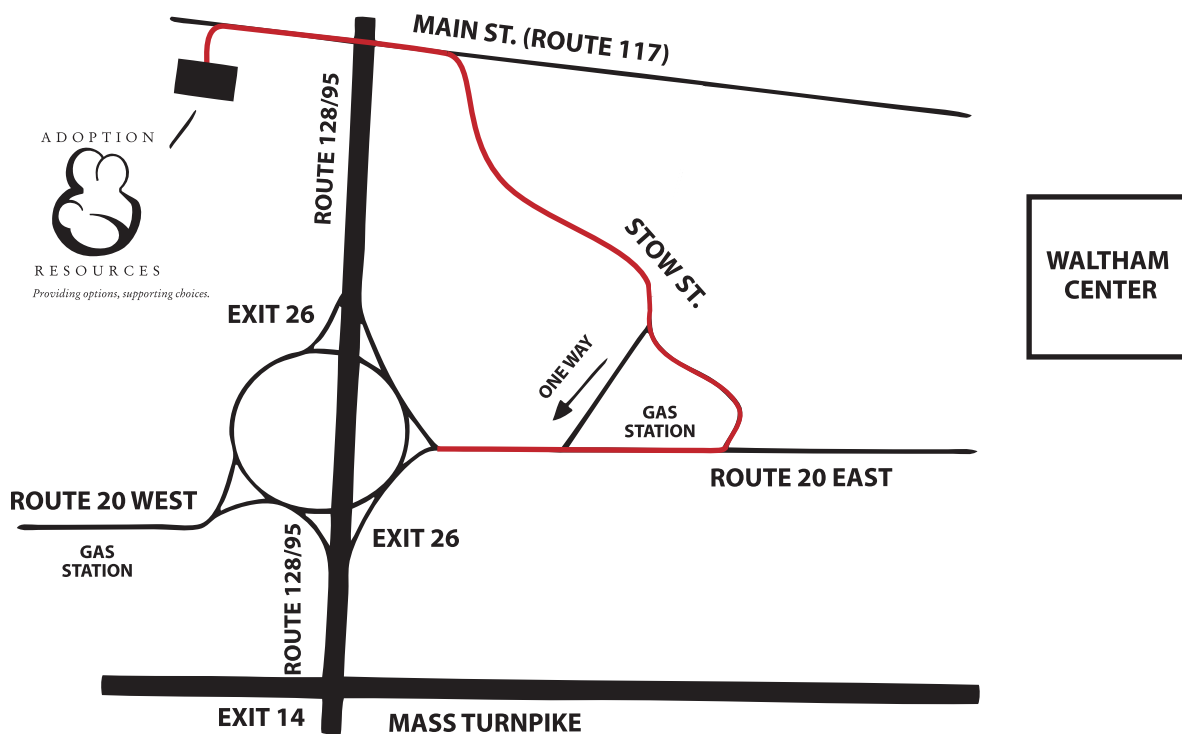 MAIN ST. (ROUTE 117)
ROUTE 128/95
ADOPTION
RESOURCES
Providing options, supporting choices.
STOW ST.
WALTHAM
CENTER
EXIT 26
ONE WAY
GAS
STATION
ROUTE 20 EAST
ROUTE 20 WEST
GAS
STATION
EXIT 26
ROUTE 128/95
EXIT 14
MASS TURNPIKE